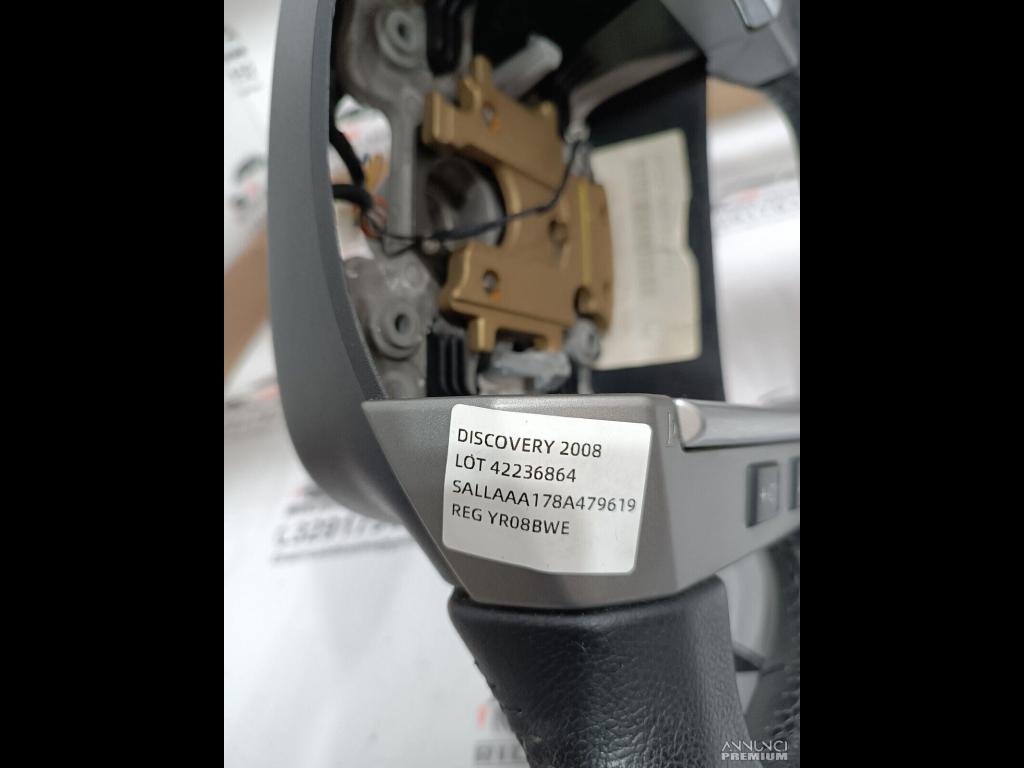 DISCOVERY 2008
LOT 42236864
SALLAAA178A479619
REG YR08BWE
ANNUNCI
PREMIUM